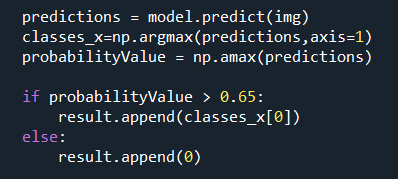 predictions = model.predict(img)
classes_x=np.argmax(predictions,axis=1)
probabilityValue = np.amax(predictions)
if probabilityValue > 0.65:
    result.append(classes_x[0])
else:
    result.append(0)